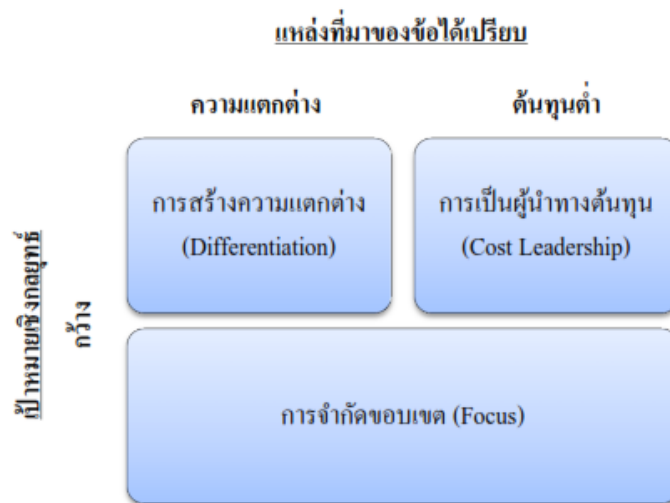 แหล่งที่มาของข้อได้เปรียบ
ความแตกต่าง
ต้นทุนต่ำ
การสร้างความแตกต่าง
(Differentiation)
การเป็นผู้นำทางต้นทุน
(Cost Leadership)
เป้าหมายเชิงกลยุทธ์
กว้าง
การจำกัดขอบเขต (Focus)